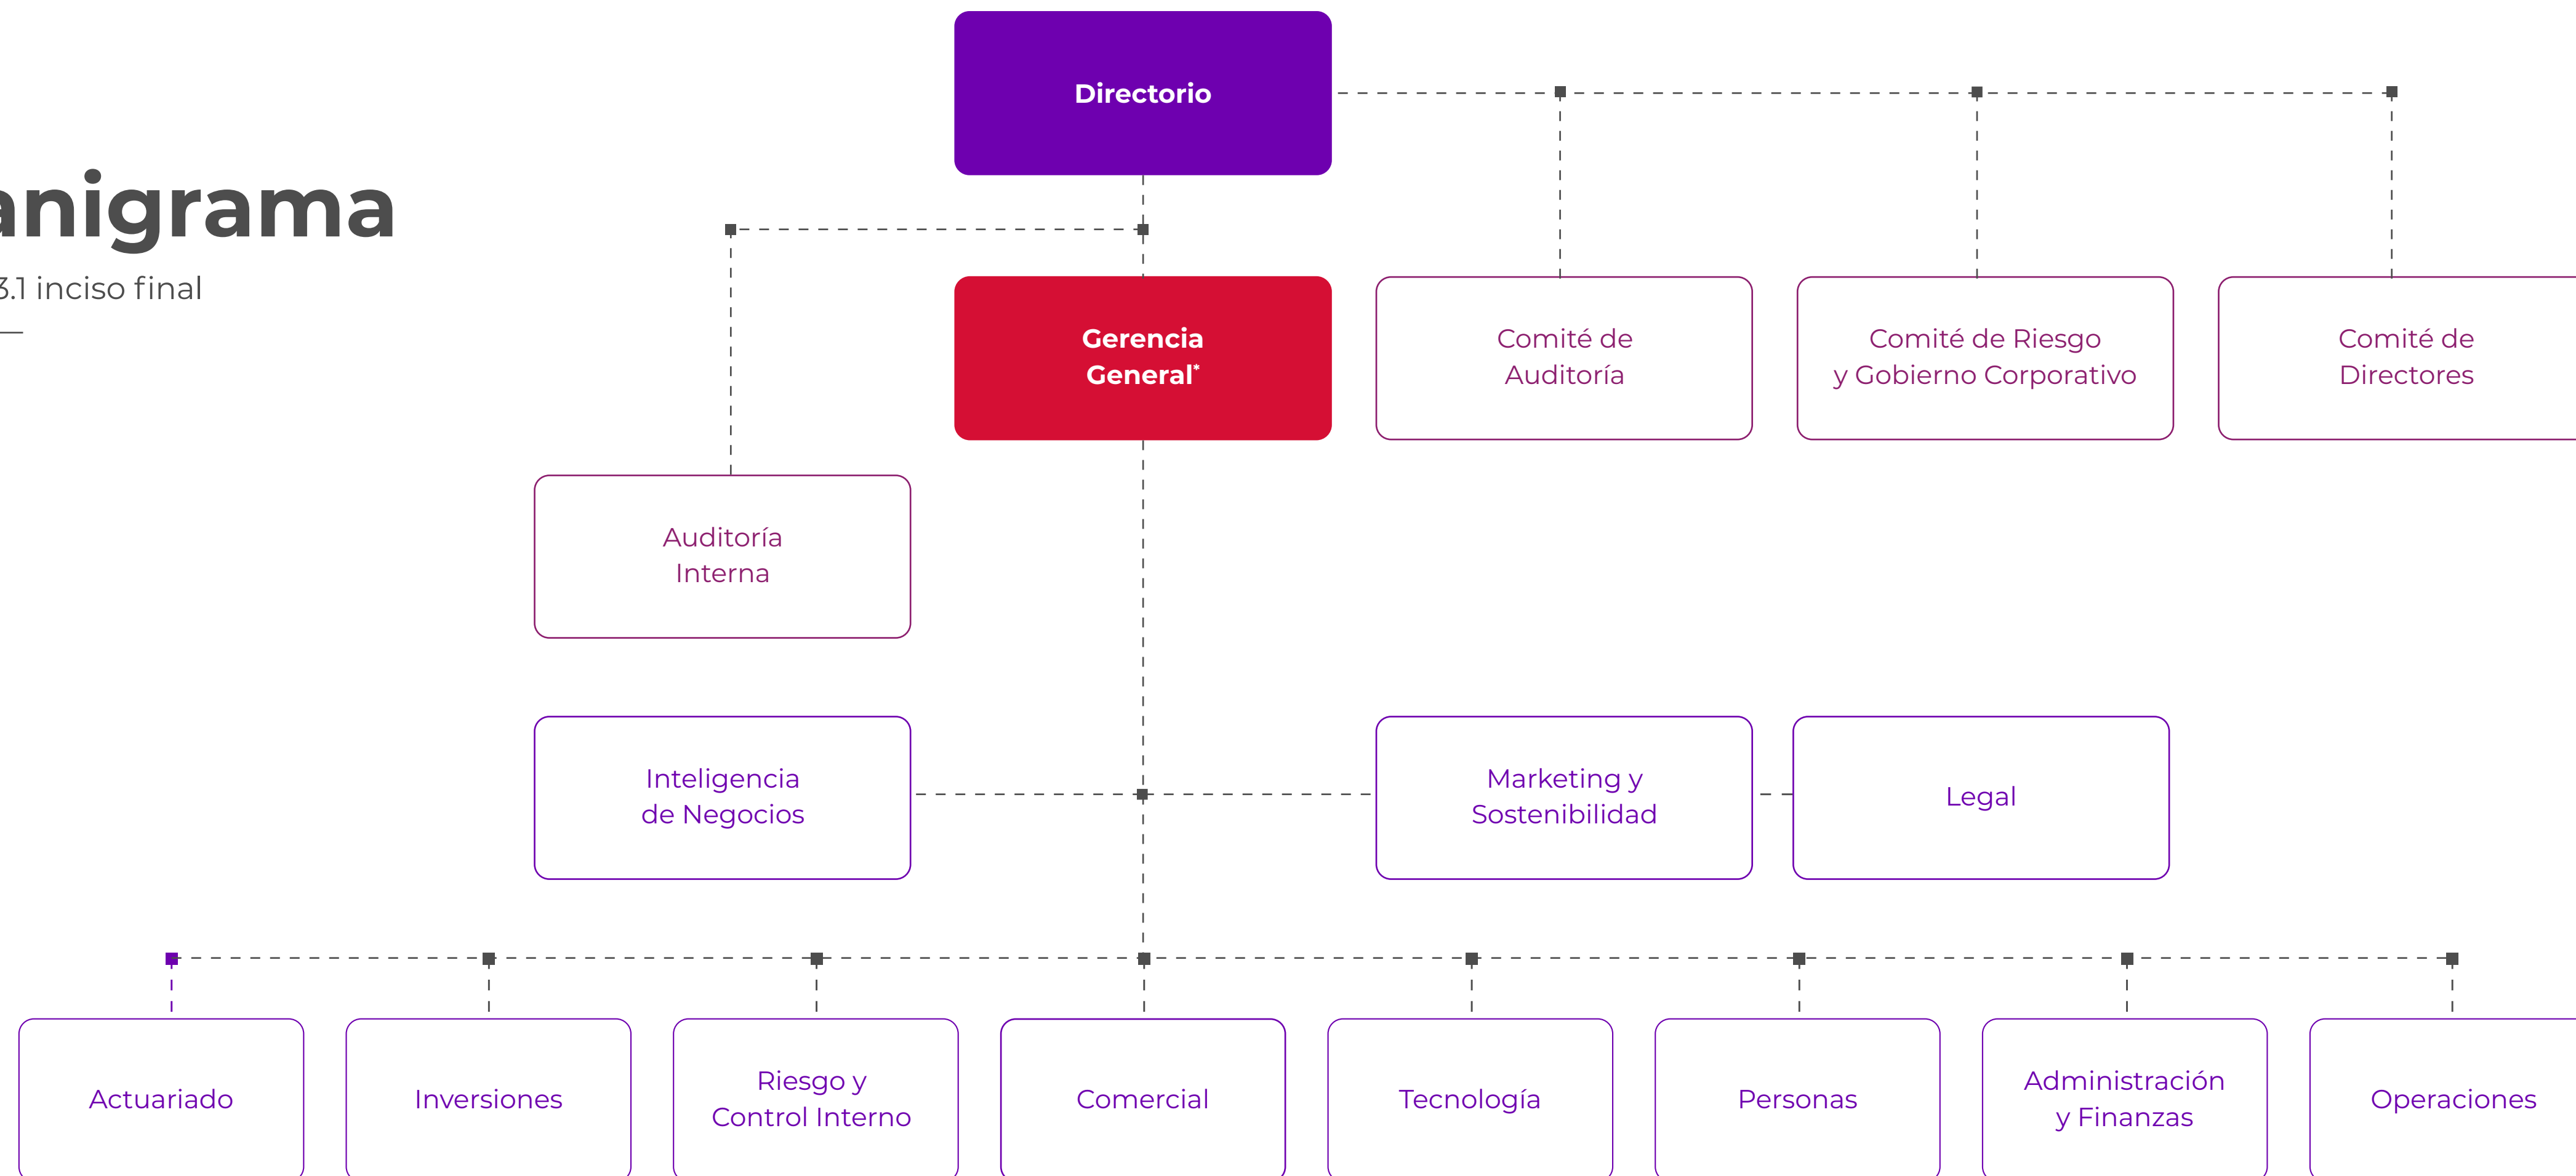 Directorio
anigrama
3.1 inciso final
Gerencia
General*
Comité de
Auditoría
Comité de Riesgo
y Gobierno Corporativo
Comité de
Directores
Auditoría
Interna
Inteligencia
de Negocios
Marketing y
Sostenibilidad
Legal
Actuariado
Inversiones
Riesgo y
Control Interno
Comercial
Tecnología
Personas
Administración
y Finanzas
Operaciones